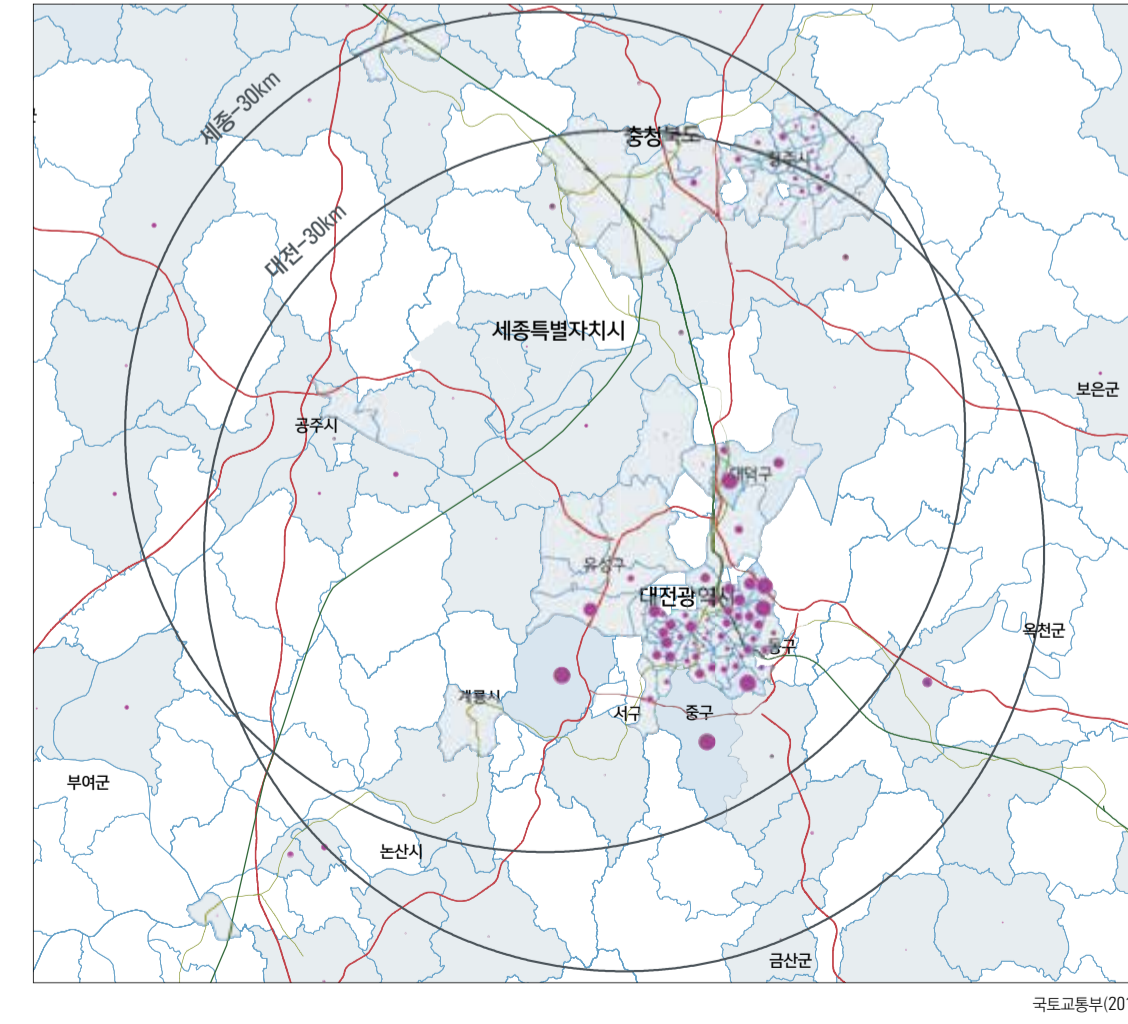 세종-30km
충청북도
청주시
대전-30km
세종특별자치시
보은군
공주시
대덕구
유성구
대전광역시
옥천군
동구
계룡시
서구
중구
부여군
논산시
금산군
국토교통부(201